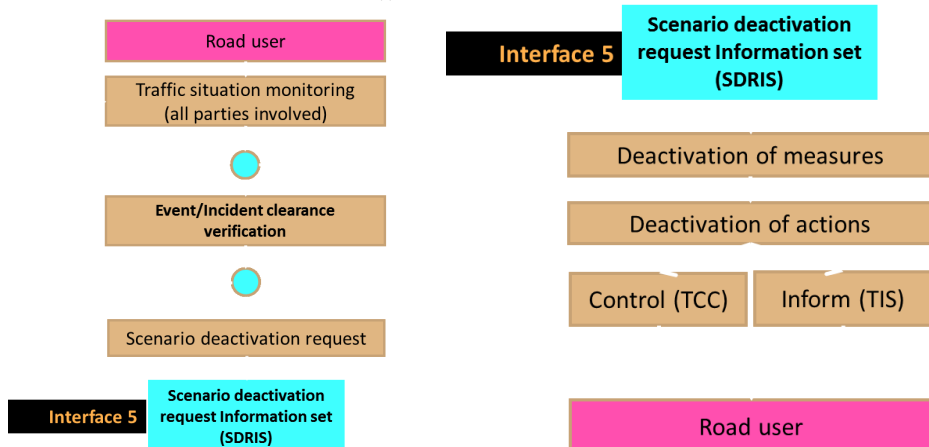 Road user
Traffic situation monitoring
(all parties involved)
Event/Incident clearance
verification
Scenario deactivation request
Interface 5
Scenario deactivation
request Information set
(SDRIS)
Interface 5
Scenario deactivation
request Information set
(SDRIS)
Deactivation of measures
Deactivation of actions
Control (TCC)
Inform (TIS)
Road user